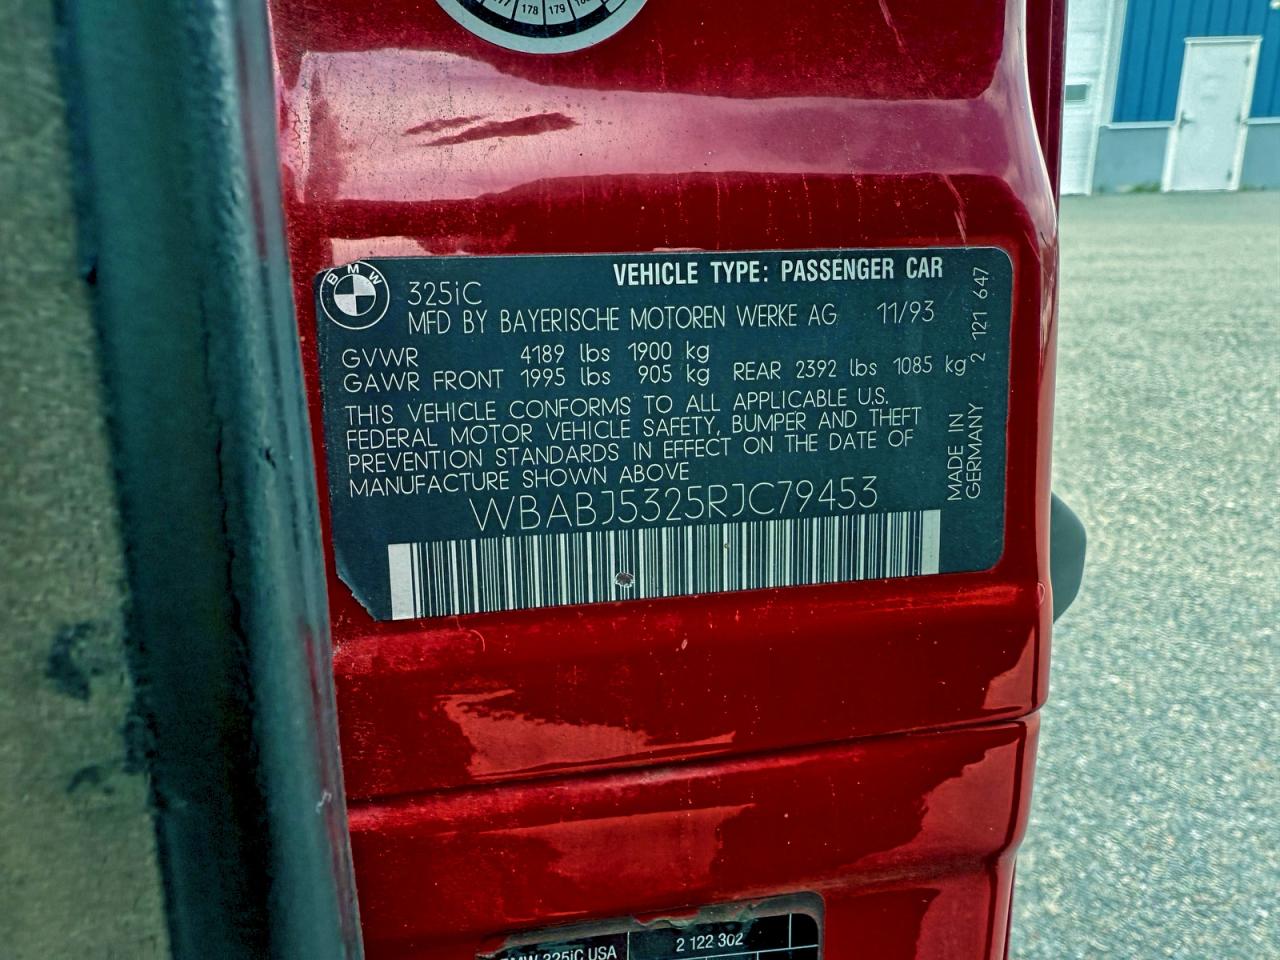 178 179
BMW
VEHICLE TYPE: PASSENGER CAR
325iC
MFD BY BAYERISCHE MOTOREN WERKE AG 11/93
GVWR 4189 lbs 1900 kg
GAWR FRONT 1995 lbs 905 kg REAR 2392 lbs 1085 kg
THIS VEHICLE CONFORMS TO ALL APPLICABLE U.S.
FEDERAL MOTOR VEHICLE SAFETY, BUMPER AND THEFT
PREVENTION STANDARDS IN EFFECT ON THE DATE OF
MANUFACTURE SHOWN ABOVE
WBABJ5325RJC79453
MADE IN
GERMANY 2 121 647
BMW 325iC USA 2 122 302